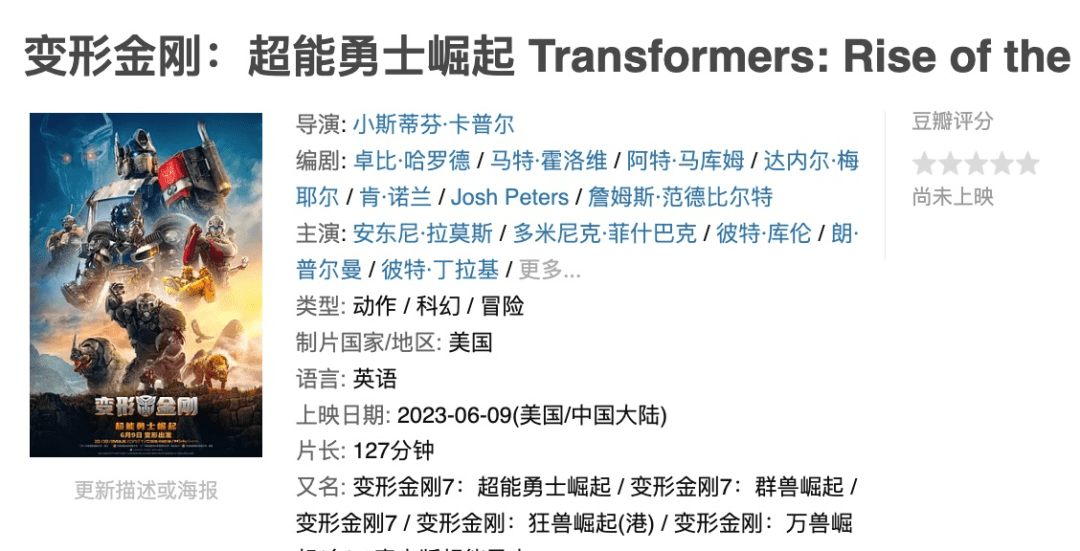 变形金刚：超能勇士崛起 Transformers: Rise of the
导演: 小斯蒂芬·卡普尔
编剧: 卓比·哈罗德 / 马特·霍洛维 / 阿特·马库姆 / 达内尔·梅
耶尔 / 肯·诺兰 / Josh Peters / 詹姆斯·范德比尔特
主演: 安东尼·拉莫斯 / 多米尼克·菲什巴克 / 彼特·库伦 / 朗·
普尔曼 / 彼特·丁拉基 / 更多...
类型: 动作 / 科幻 / 冒险
制片国家/地区: 美国
语言: 英语
上映日期: 2023-06-09(美国/中国大陆)
片长: 127分钟
又名: 变形金刚7：超能勇士崛起 / 变形金刚7：群兽崛起 /
变形金刚7 / 变形金刚：狂兽崛起(港) / 变形金刚：万兽崛
豆瓣评分
尚未上映
变形金刚
超能勇士崛起
6月9日 变形出发
更新描述或海报